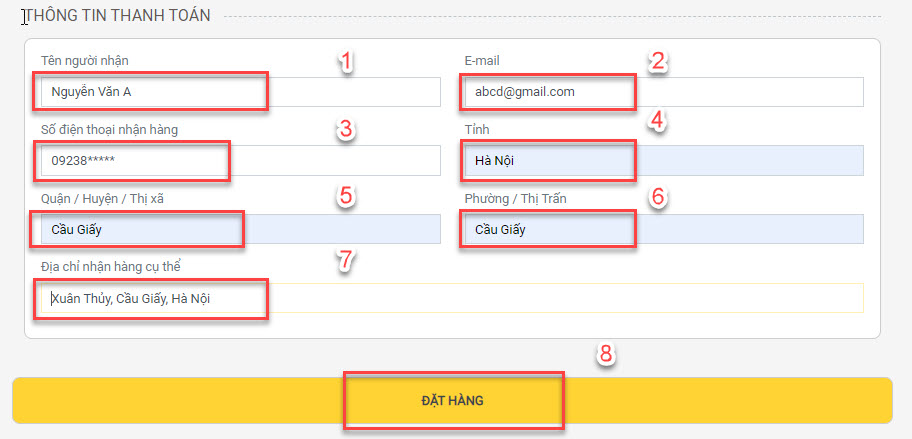 THÔNG TIN THANH TOÁN
Tên người nhận 1 E-mail 2
Nguyễn Văn A abcd@gmail.com
Số điện thoại nhận hàng 3 Tỉnh 4
09238***** Hà Nội
Quận / Huyện / Thị xã 5 Phường / Thị Trấn 6
Cầu Giấy Cầu Giấy
Địa chỉ nhận hàng cụ thể 7
Xuân Thủy, Cầu Giấy, Hà Nội
8
ĐẶT HÀNG